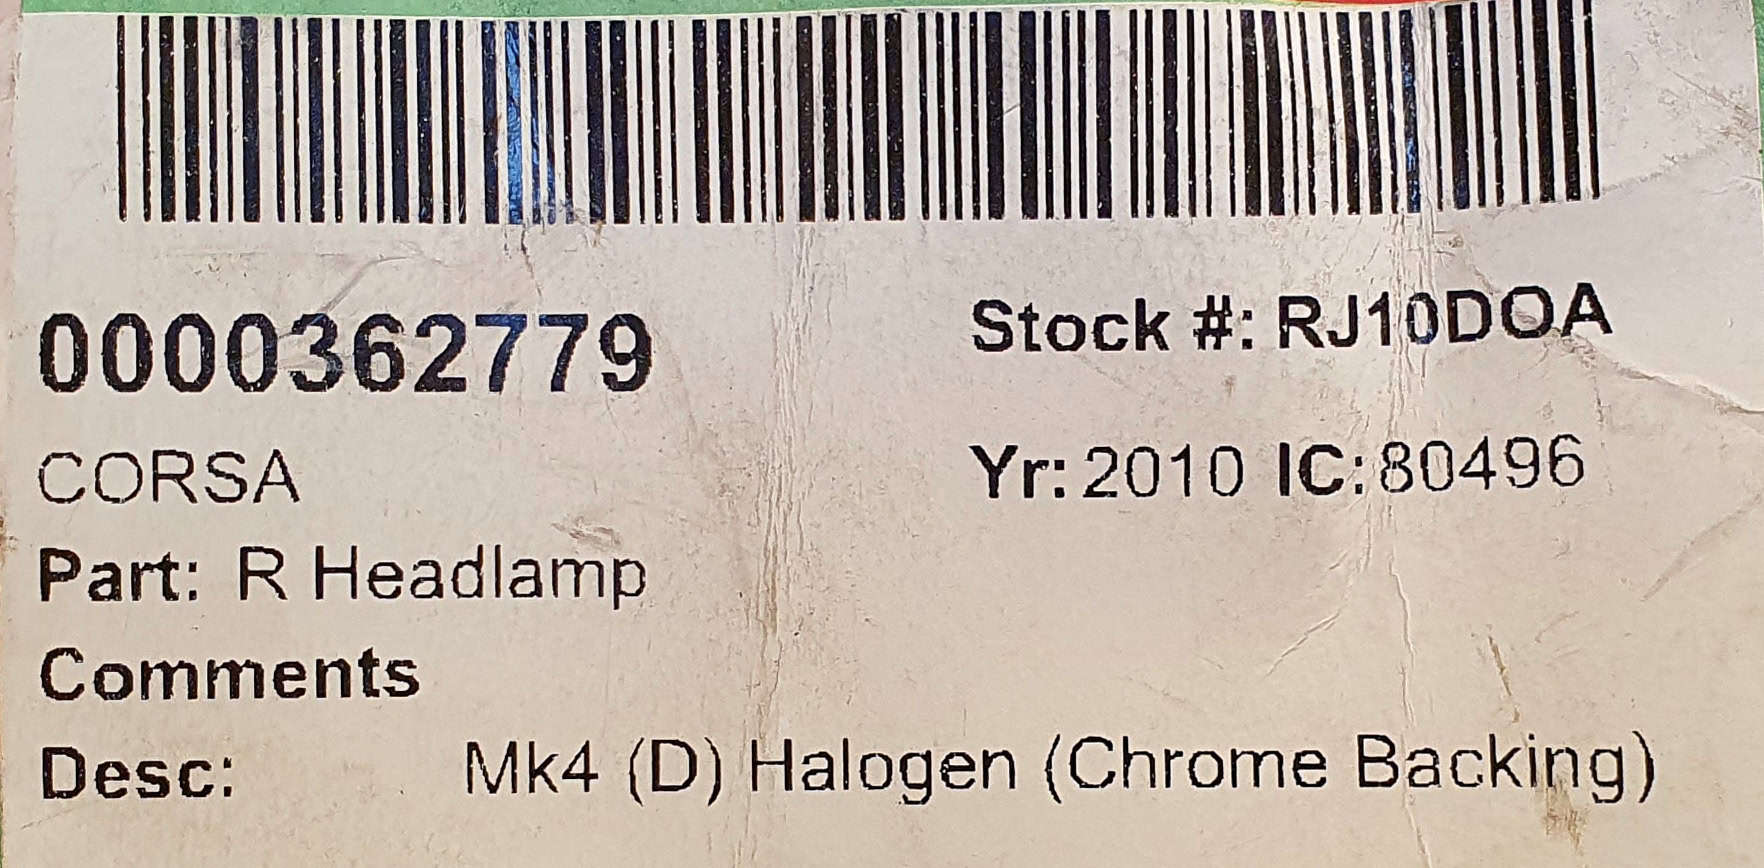 0000362779
Stock #: RJ10DOA
CORSA
Yr: 2010 IC: 80496
Part: R Headlamp
Comments
Desc: Mk4 (D) Halogen (Chrome Backing)